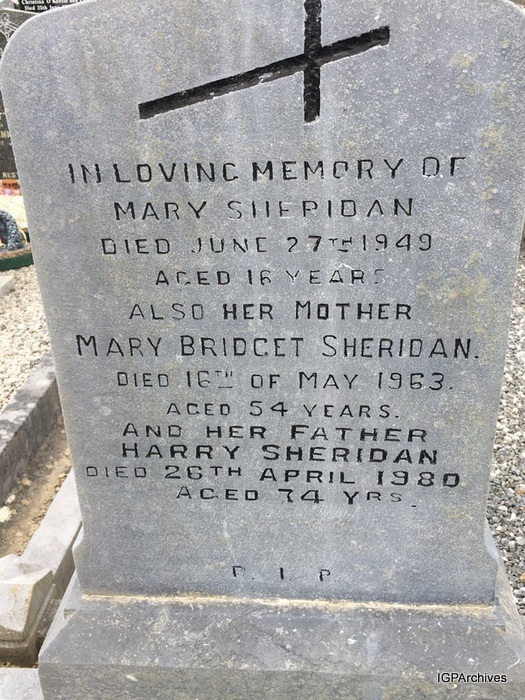 IN LOVING MEMORY OF
MARY SHERIDAN
DIED JUNE 27TH 1949
AGED 16 YEARS
ALSO HER MOTHER
MARY BRIDGET SHERIDAN.
DIED 16TH OF MAY 1963.
AGED 54 YEARS.
AND HER FATHER
HARRY SHERIDAN
DIED 26TH APRIL 1980
AGED 74 YRS.
R. I. P
IGPArchives